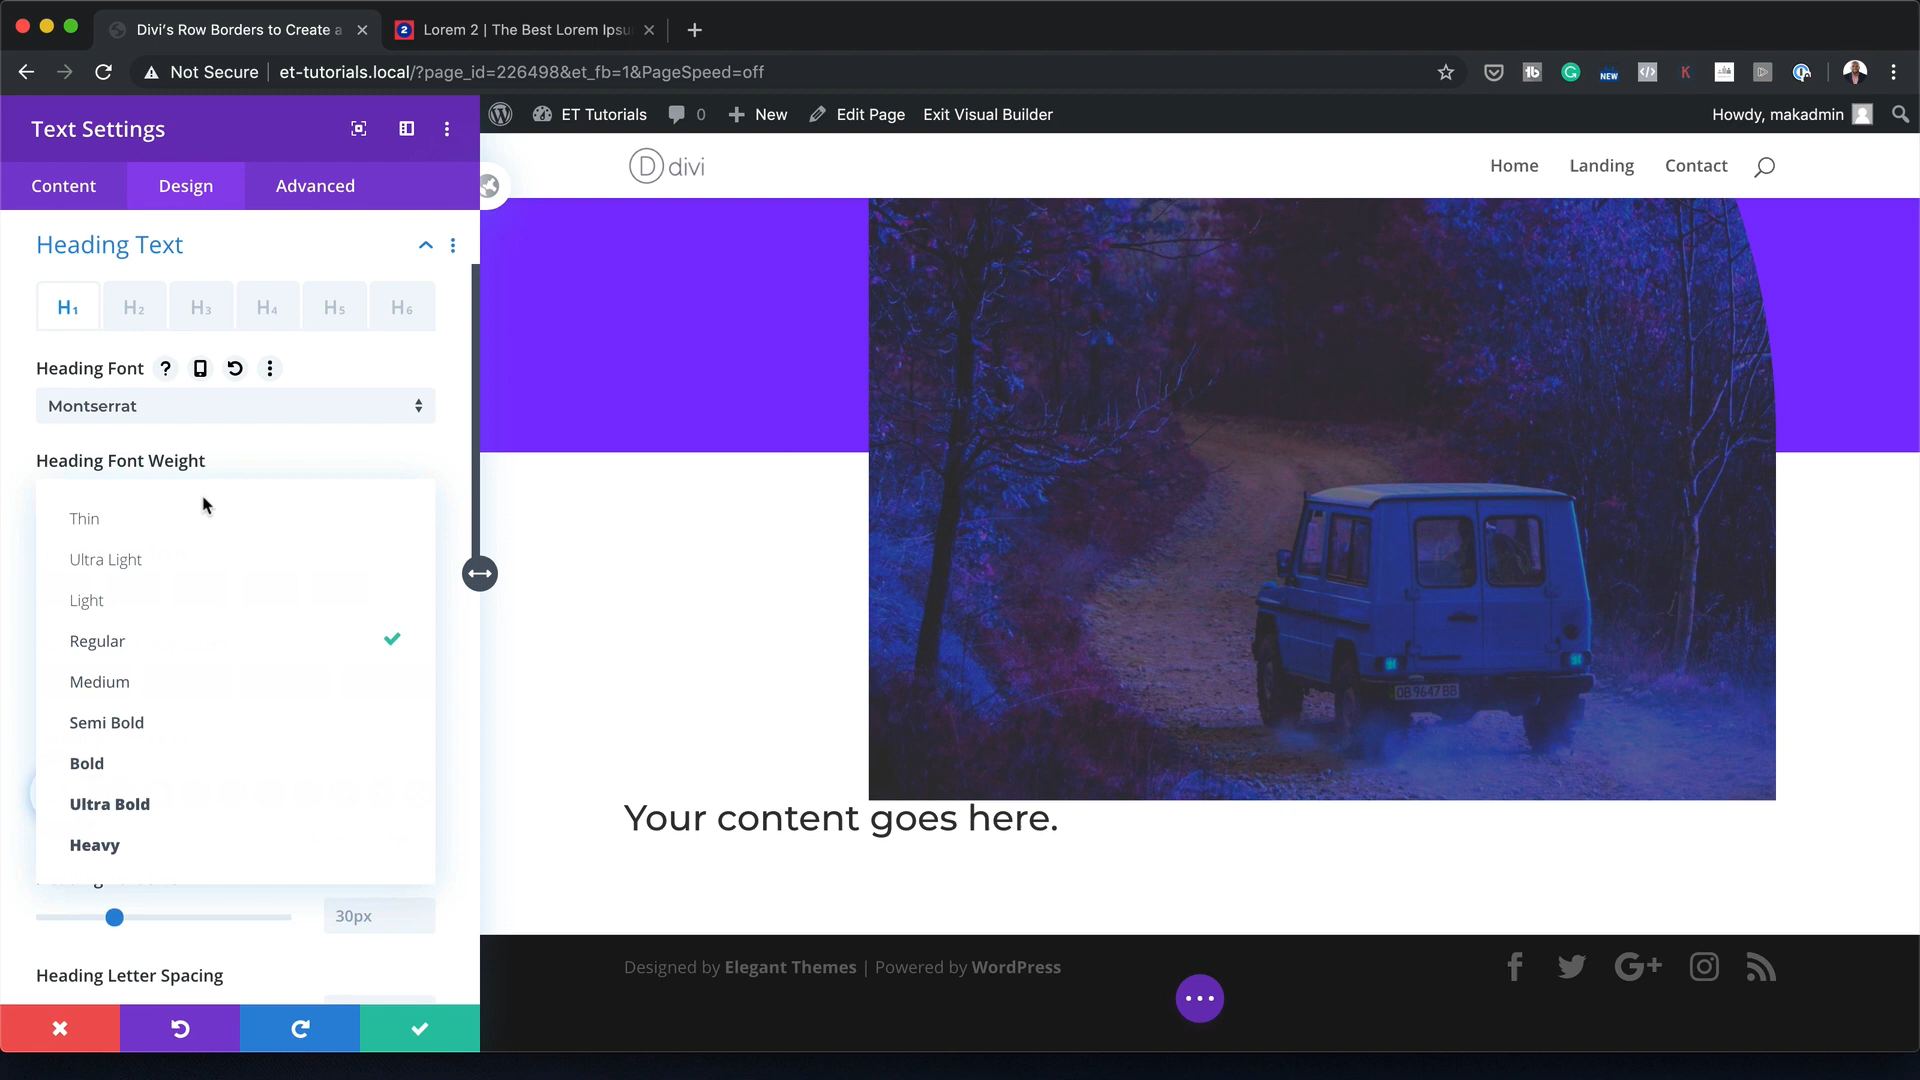 Divi's Row Borders to Create a
Lorem 2 | The Best Lorem Ipsu
Not Secure
et-tutorials.local/?page_id=226498&et_fb=1&PageSpeed=off
NEW
ET Tutorials
0
New
Edit Page
Exit Visual Builder
Howdy, makadmin
Text Settings
Content
Design
Advanced
D divi
Home
Landing
Contact
Heading Text
H1
H2
H3
H4
H5
H6
Heading Font
Montserrat
Heading Font Weight
Thin
Ultra Light
Light
Regular
Medium
Semi Bold
Bold
Ultra Bold
Heavy
30px
Heading Letter Spacing
OB 9647 BB
Your content goes here.
Designed by Elegant Themes | Powered by WordPress